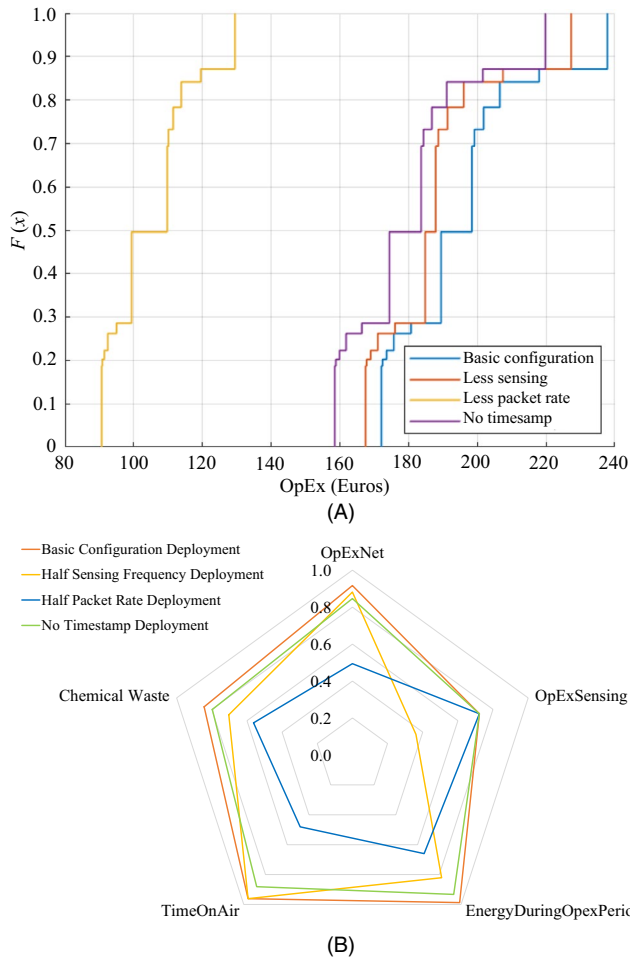 1.0
0.9
0.8
0.7
0.6
0.5
0.4
0.3
0.2
0.1
0
F (x)
Basic configuration
Less sensing
Less packet rate
No timesamp
80 100 120 140 160 180 200 220 240
OpEx (Euros)
(A)
Basic Configuration Deployment
Half Sensing Frequency Deployment
Half Packet Rate Deployment
No Timestamp Deployment
OpExNet
1.0
0.8
0.6
0.4
0.2
0.0
Chemical Waste
OpExSensing
TimeOnAir
EnergyDuringOpexPerio
(B)